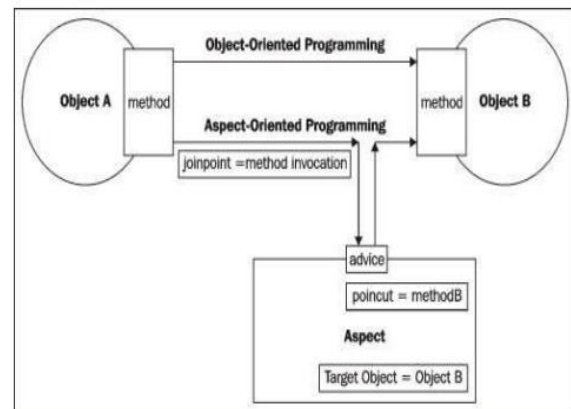 Object-Oriented Programming
Object A
method
method
Object B
Aspect-Oriented Programming
joinpoint =method invocation
advice
poincut = methodB
Aspect
Target Object = Object B